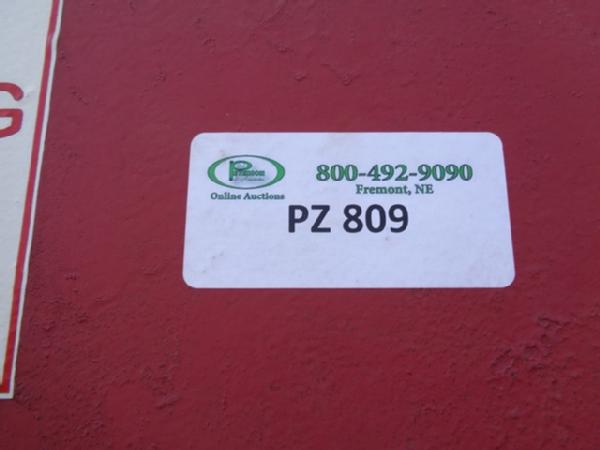 G
800-492-9090
Fremont, NE
Online Auctions
PZ 809